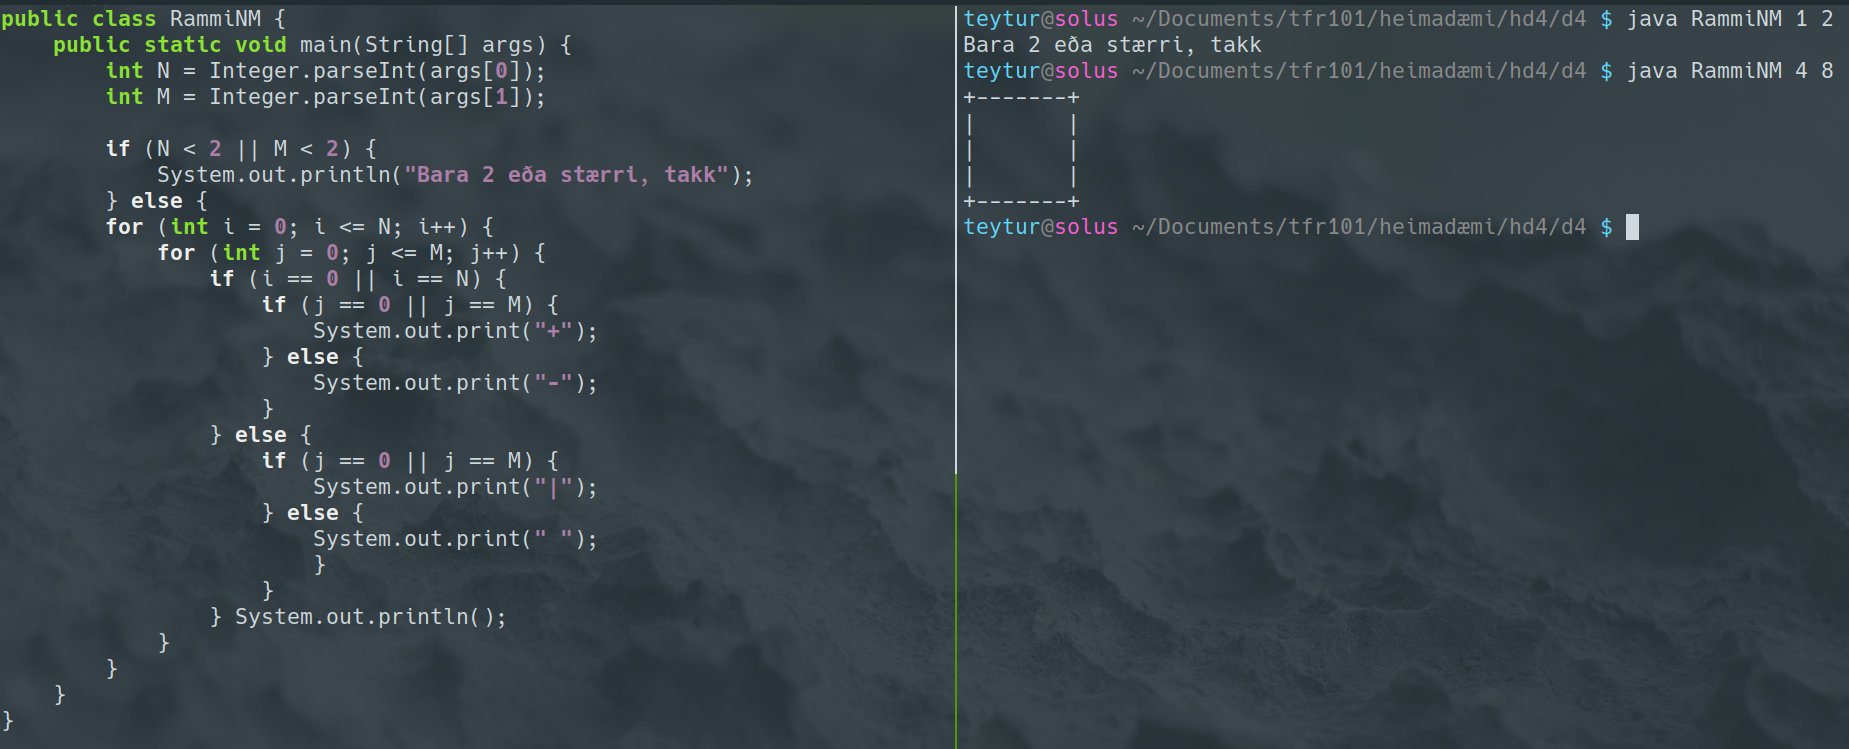 public class RammiNM {
    public static void main(String[] args) {
        int N = Integer.parseInt(args[0]);
        int M = Integer.parseInt(args[1]);

        if (N < 2 || M < 2) {
            System.out.println("Bara 2 eða stærri, takk");
        } else {
        for (int i = 0; i <= N; i++) {
            for (int j = 0; j <= M; j++) {
                if (i == 0 || i == N) {
                    if (j == 0 || j == M) {
                        System.out.print("+");
                    } else {
                        System.out.print("-");
                    }
                } else {
                    if (j == 0 || j == M) {
                        System.out.print("|");
                    } else {
                        System.out.print(" ");
                        }
                    }
                } System.out.println();
            }
        }
    }
}
teytur@solus ~/Documents/tfr101/heimadæmi/hd4/d4 $ java RammiNM 1 2
Bara 2 eða stærri, takk
teytur@solus ~/Documents/tfr101/heimadæmi/hd4/d4 $ java RammiNM 4 8
+-------+
|       |
|       |
|       |
+-------+
teytur@solus ~/Documents/tfr101/heimadæmi/hd4/d4 $